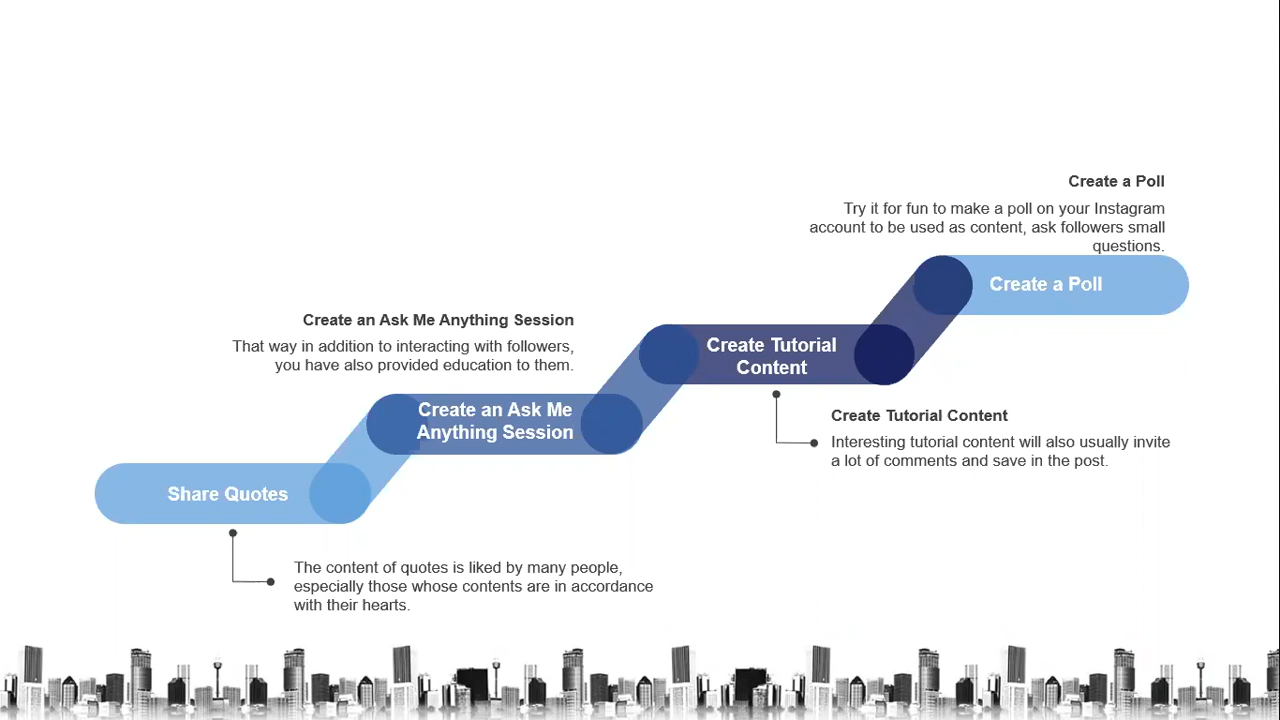 Create a Poll
Try it for fun to make a poll on your Instagram
account to be used as content, ask followers small
questions.
Create a Poll
Create an Ask Me Anything Session
That way in addition to interacting with followers,
you have also provided education to them.
Create Tutorial
Content
Create an Ask Me
Anything Session
Create Tutorial Content
Interesting tutorial content will also usually invite
a lot of comments and save in the post.
Share Quotes
The content of quotes is liked by many people,
especially those whose contents are in accordance
with their hearts.